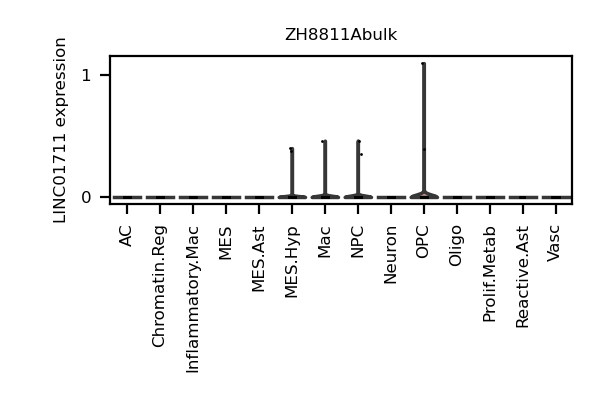 ZH8811Abulk
LINC01711 expression
1
0
AC
Chromatin.Reg
Inflammatory.Mac
MES
MES.Ast
MES.Hyp
Mac
NPC
Neuron
OPC
Oligo
Prolif.Metab
Reactive.Ast
Vasc